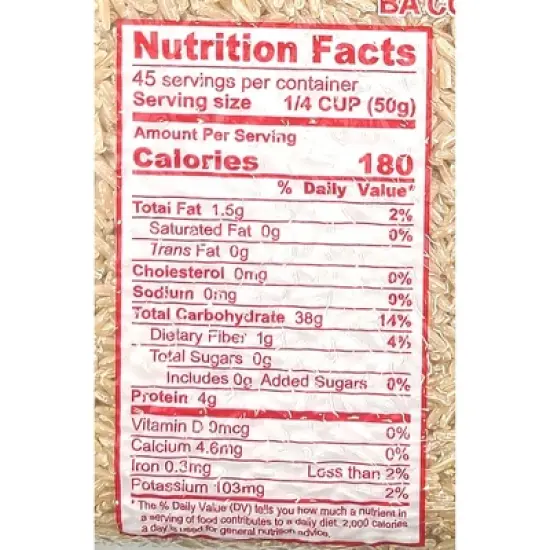 BA CO
Nutrition Facts
45 servings per container
Serving size 1/4 CUP (50g)
Amount Per Serving
Calories 180
% Daily Value*
Total Fat 1.5g 2%
Saturated Fat 0g 0%
Trans Fat 0g
Cholesterol 0mg 0%
Sodium 0mg 0%
Total Carbohydrate 38g 14%
Dietary Fiber 1g 4%
Total Sugars 0g
Includes 0g Added Sugars 0%
Protein 4g
Vitamin D 0mcg 0%
Calcium 4.6mg 0%
Iron 0.3mg Less than 2%
Potassium 103mg 2%
* The % Daily Value (DV) tells you how much a nutrient in
a serving of food contributes to a daily diet. 2,000 calories
a day is used for general nutrition advice.